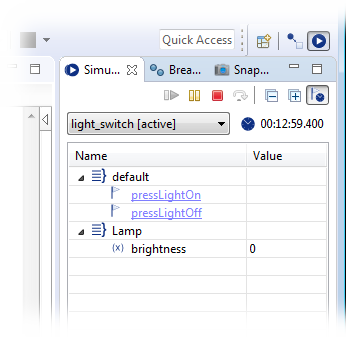 Quick Access
Simu... Brea... Snap...
light_switch [active] 00:12:59.400
Name Value
default
pressLightOn
pressLightOff
Lamp
(x) brightness 0